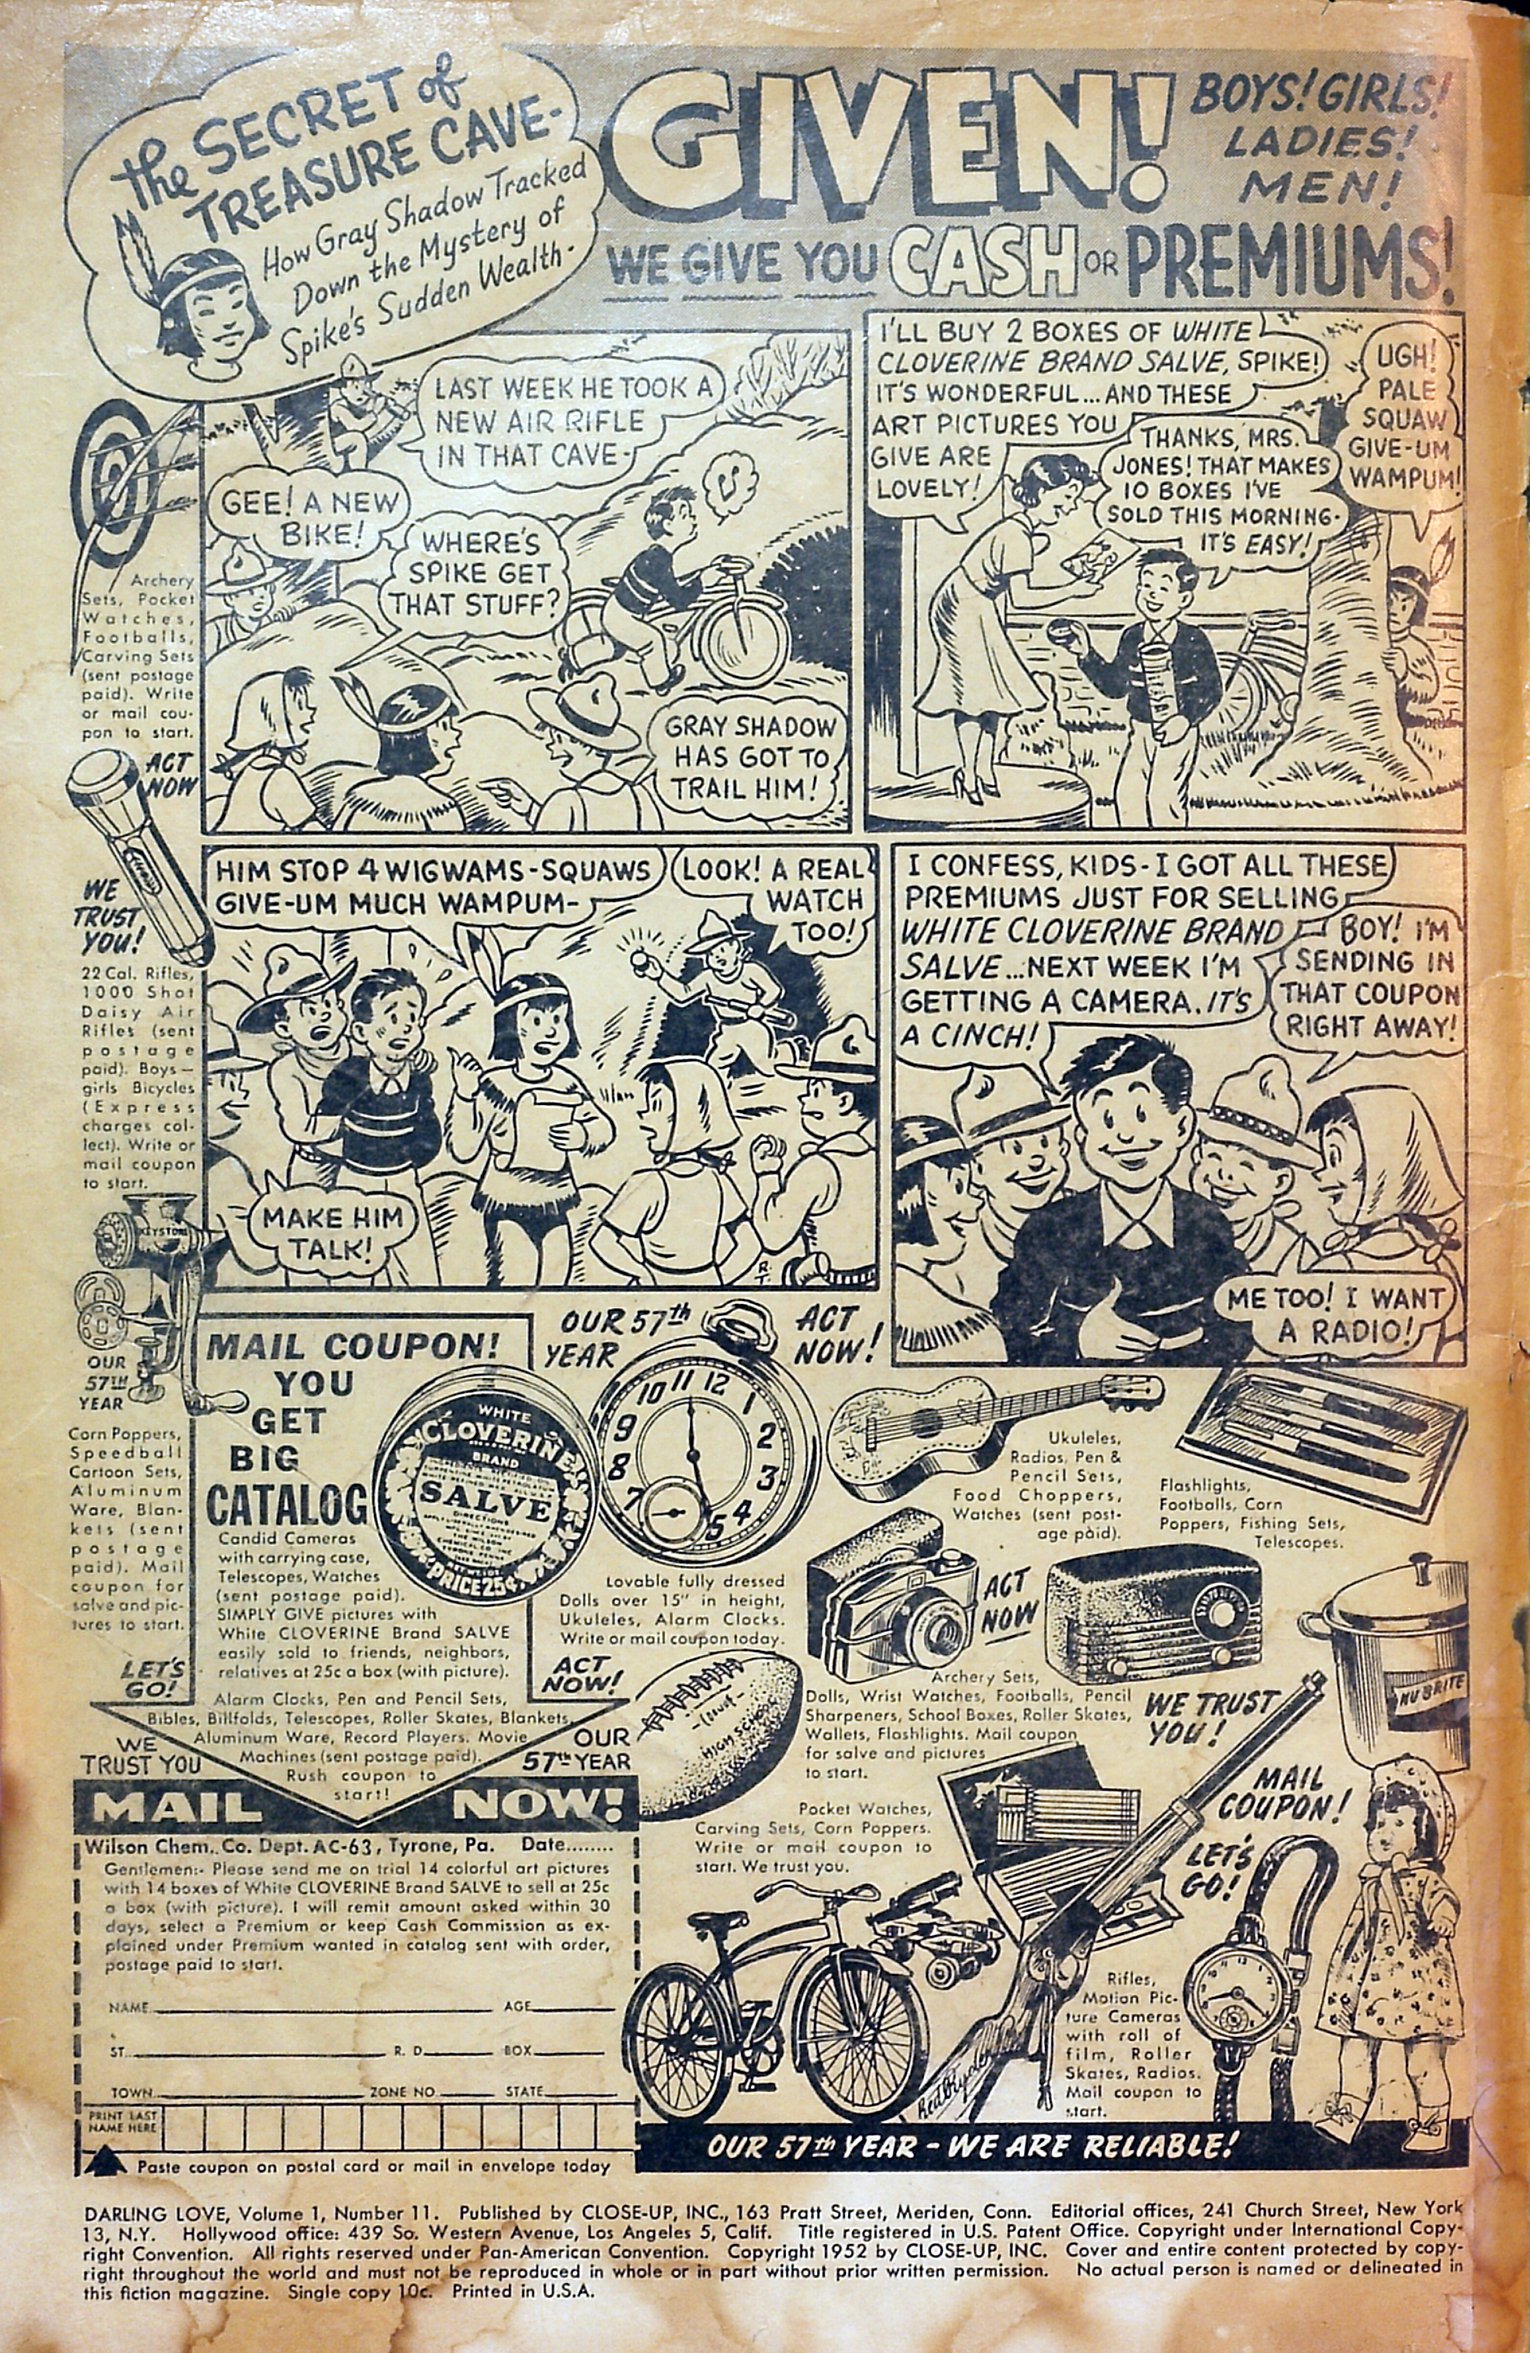 the SECRET of
TREASURE CAVE-
How Gray Shadow Tracked
Down the Mystery of
Spike's Sudden Wealth-
GIVEN!
BOYS! GIRLS!
LADIES!
MEN!
WE GIVE YOU CASH OR PREMIUMS!
LAST WEEK HE TOOK A
NEW AIR RIFLE
IN THAT CAVE-
GEE! A NEW
BIKE!
WHERE'S
SPIKE GET
THAT STUFF?
GRAY SHADOW
HAS GOT TO
TRAIL HIM!
I'LL BUY 2 BOXES OF WHITE
CLOVERINE BRAND SALVE, SPIKE!
IT'S WONDERFUL... AND THESE
ART PICTURES YOU
GIVE ARE
LOVELY!
THANKS, MRS.
JONES! THAT MAKES
10 BOXES I'VE
SOLD THIS MORNING-
IT'S EASY!
UGH!
PALE
SQUAW
GIVE-UM
WAMPUM!
HIM STOP 4 WIGWAMS-SQUAWS
GIVE-UM MUCH WAMPUM-
LOOK! A REAL
WATCH
TOO!
MAKE HIM
TALK!
R.
T.
I CONFESS, KIDS-I GOT ALL THESE
PREMIUMS JUST FOR SELLING
WHITE CLOVERINE BRAND
SALVE...NEXT WEEK I'M
GETTING A CAMERA. IT'S
A CINCH!
BOY! I'M
SENDING IN
THAT COUPON
RIGHT AWAY!
ME TOO! I WANT
A RADIO!
Archery
Sets, Pocket
Watches,
Footballs,
Carving Sets
(sent postage
paid). Write
or mail cou-
pon to start.
ACT
NOW
WE
TRUST
YOU!
22 Cal. Rifles,
1000 Shot
Daisy Air
Rifles (sent
postage
paid). Boys—
girls Bicycles
(Express
charges col-
lect). Write or
mail coupon
to start.
KEYSTONE
OUR
57TH
YEAR
Corn Poppers,
Speedball
Cartoon Sets,
Aluminum
Ware, Blan-
kets (sent
postage
paid). Mail
coupon for
salve and pic-
tures to start.
LET'S
GO!
MAIL COUPON!
YOU
GET
BIG
CATALOG
Candid Cameras
with carrying case,
Telescopes, Watches
(sent postage paid).
SIMPLY GIVE pictures with
White CLOVERINE Brand SALVE
easily sold to friends, neighbors,
relatives at 25c a box (with picture).
Alarm Clocks, Pen and Pencil Sets,
Bibles, Billfolds, Telescopes, Roller Skates, Blankets,
Aluminum Ware, Record Players. Movie
Machines (sent postage paid).
Rush coupon to
start!
WHITE
CLOVERINE
BRAND
SALVE
DIRECTIONS
PRICE 25¢
OUR 57th
YEAR
ACT
NOW!
10 11 12 1
9 2
8 3
7 5 4
Lovable fully dressed
Dolls over 15" in height,
Ukuleles, Alarm Clocks.
Write or mail coupon today.
ACT
NOW!
Ukuleles,
Radios, Pen &
Pencil Sets,
Food Choppers,
Watches (sent post-
age paid).
Flashlights,
Footballs, Corn
Poppers, Fishing Sets,
Telescopes.
ACT
NOW
NUBRITE
HIGH SCHOOL
Archery Sets,
Dolls, Wrist Watches, Footballs, Pencil
Sharpeners, School Boxes, Roller Skates,
Wallets, Flashlights. Mail coupon
for salve and pictures
to start.
WE TRUST
YOU!
WE
TRUST YOU
OUR
57th YEAR
Pocket Watches,
Carving Sets, Corn Poppers.
Write or mail coupon to
start. We trust you.
MAIL
COUPON!
LET'S
GO!
Rifles,
Motion Pic-
ture Cameras
with roll of
film, Roller
Skates, Radios.
Mail coupon to
start.
Red Ryder
OUR 57th YEAR - WE ARE RELIABLE!
MAIL NOW!
Wilson Chem. Co. Dept. AC-63, Tyrone, Pa. Date........
Gentlemen:- Please send me on trial 14 colorful art pictures
with 14 boxes of White CLOVERINE Brand SALVE to sell at 25c
a box (with picture). I will remit amount asked within 30
days, select a Premium or keep Cash Commission as ex-
plained under Premium wanted in catalog sent with order,
postage paid to start.
NAME AGE
ST. R. D. BOX
TOWN ZONE NO. STATE
PRINT LAST
NAME HERE
Paste coupon on postal card or mail in envelope today
DARLING LOVE, Volume 1, Number 11. Published by CLOSE-UP, INC., 163 Pratt Street, Meriden, Conn. Editorial offices, 241 Church Street, New York
13, N.Y. Hollywood office: 439 So. Western Avenue, Los Angeles 5, Calif. Title registered in U.S. Patent Office. Copyright under International Copy-
right Convention. All rights reserved under Pan-American Convention. Copyright 1952 by CLOSE-UP, INC. Cover and entire content protected by copy-
right throughout the world and must not be reproduced in whole or in part without prior written permission. No actual person is named or delineated in
this fiction magazine. Single copy 10c. Printed in U.S.A.